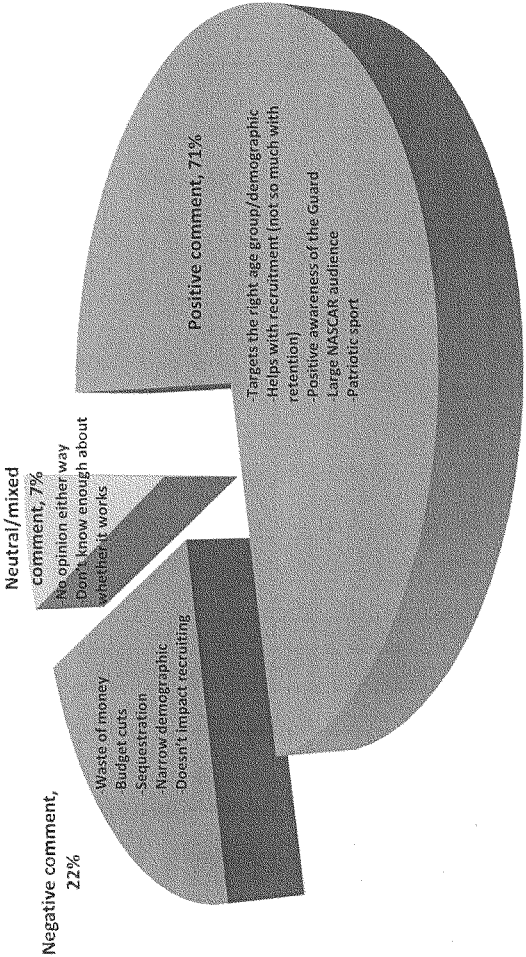 Negative comment,
22%
-Waste of money
-Budget cuts
-Sequestration
-Narrow demographic
-Doesn't impact recruiting
Neutral/mixed
comment, 7%
-No opinion either way
-Don't know enough about
whether it works
Positive comment, 71%
-Targets the right age group/demographic
-Helps with recruitment (not so much with
retention)
-Positive awareness of the Guard
-Large NASCAR audience
-Patriotic sport